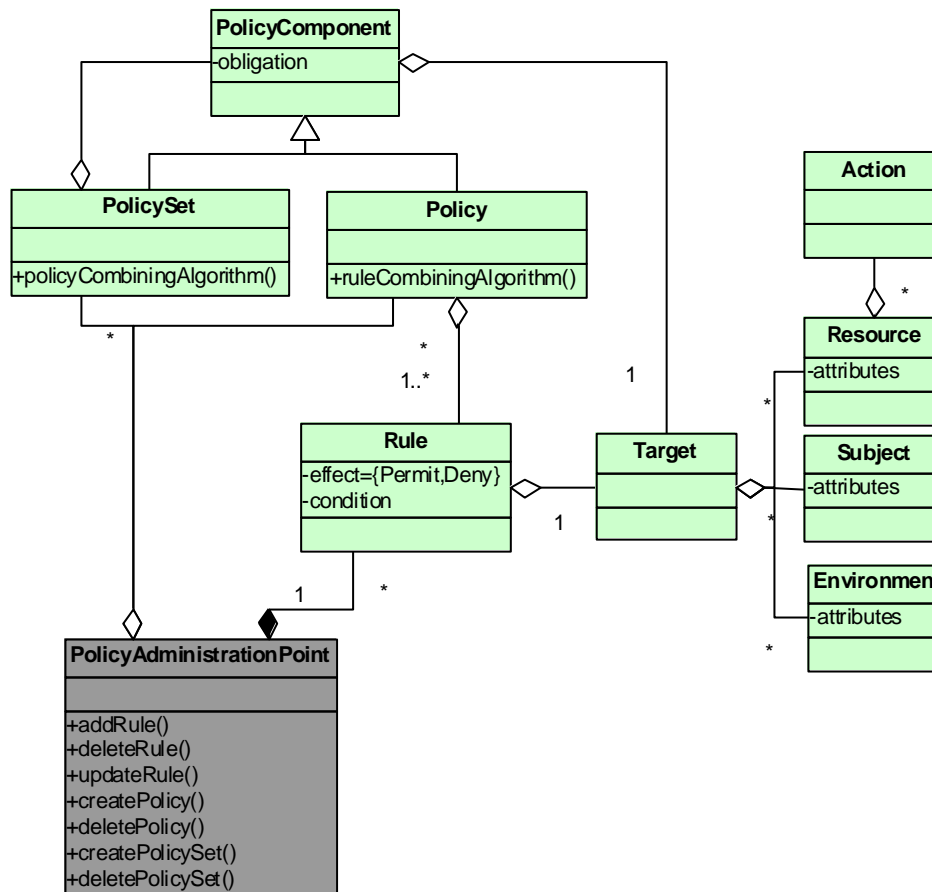 PolicyComponent
-obligation
PolicySet
+policyCombiningAlgorithm()
Policy
+ruleCombiningAlgorithm()
Action
*
Resource
-attributes
*
*
1..*
1
*
Rule
-effect={Permit,Deny}
-condition
Target
Subject
-attributes
1
*
Environmen
-attributes
1
*
*
PolicyAdministrationPoint
+addRule()
+deleteRule()
+updateRule()
+createPolicy()
+deletePolicy()
+createPolicySet()
+deletePolicySet()